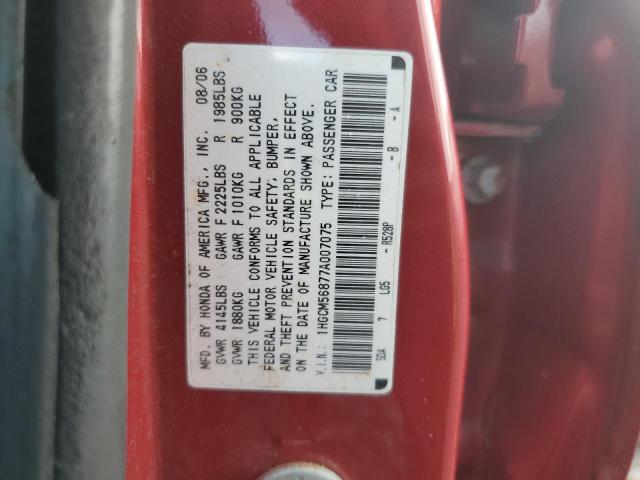 MFD. BY HONDA OF AMERICA MFG., INC. 08/06
GVWR 4145LBS GAWR F 2225LBS R 1985LBS
GVWR 1880KG GAWR F 1010KG R 900KG
THIS VEHICLE CONFORMS TO ALL APPLICABLE
FEDERAL MOTOR VEHICLE SAFETY, BUMPER,
AND THEFT PREVENTION STANDARDS IN EFFECT
ON THE DATE OF MANUFACTURE SHOWN ABOVE.
V.I.N.: 1HGCM56877A007075 TYPE: PASSENGER CAR
SDA 7 LG5 - R528P - B - A